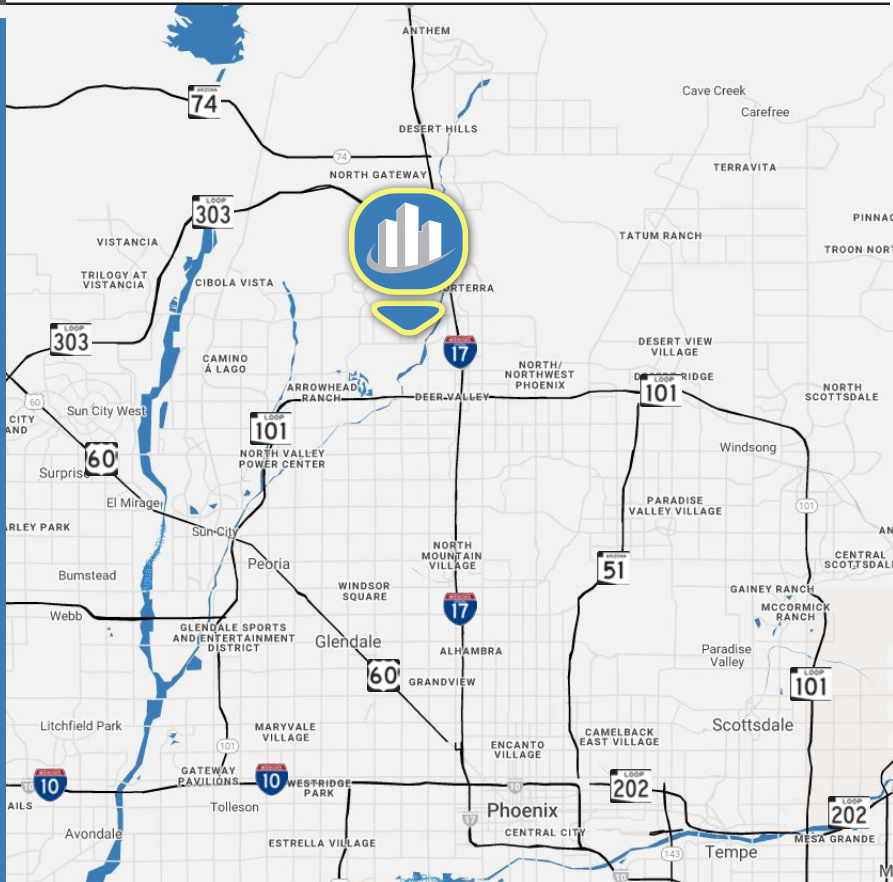 ANTHEM
Cave Creek
ARIZONA
74
Carefree
DESERT HILLS
74
TERRAVITA
NORTH GATEWAY
LOOP
303
PINNAC
TATUM RANCH
VISTANCIA
TROON NORT
TRILOGY AT
VISTANCIA
CIBOLA VISTA
ORTERRA
LOOP
303
17
DESERT VIEW
VILLAGE
CAMINO
Á LAGO
NORTH/
NORTHWEST
PHOENIX
RIDGE
LOOP
101
ARROWHEAD
RANCH
DEER VALLEY
NORTH
SCOTTSDALE
60
Sun City West
CITY
AND
LOOP
101
Windsong
60
NORTH VALLEY
POWER CENTER
Surprise
El Mirage
PARADISE
VALLEY VILLAGE
101
ARLEY PARK
Sun City
AN
NORTH
MOUNTAIN
VILLAGE
CENTRAL
SCOTTSDAL
Peoria
ARIZONA
51
Bumstead
WINDSOR
SQUARE
GAINEY RANCH
17
MCCORMICK
RANCH
Webb
GLENDALE SPORTS
AND ENTERTAINMENT
DISTRICT
Glendale
ALHAMBRA
Paradise
Valley
60
GRANDVIEW
LOOP
101
Litchfield Park
MARYVALE
VILLAGE
Scottsdale
101
ENCANTO
VILLAGE
CAMELBACK
EAST VILLAGE
10
GATEWAY
PAVILIONS
10
WESTRIDGE
PARK
10
LOOP
202
AILS
Tolleson
Phoenix
LOOP
202
17
Avondale
CENTRAL CITY
ESTRELLA VILLAGE
MESA GRANDE
143
Tempe
10
M